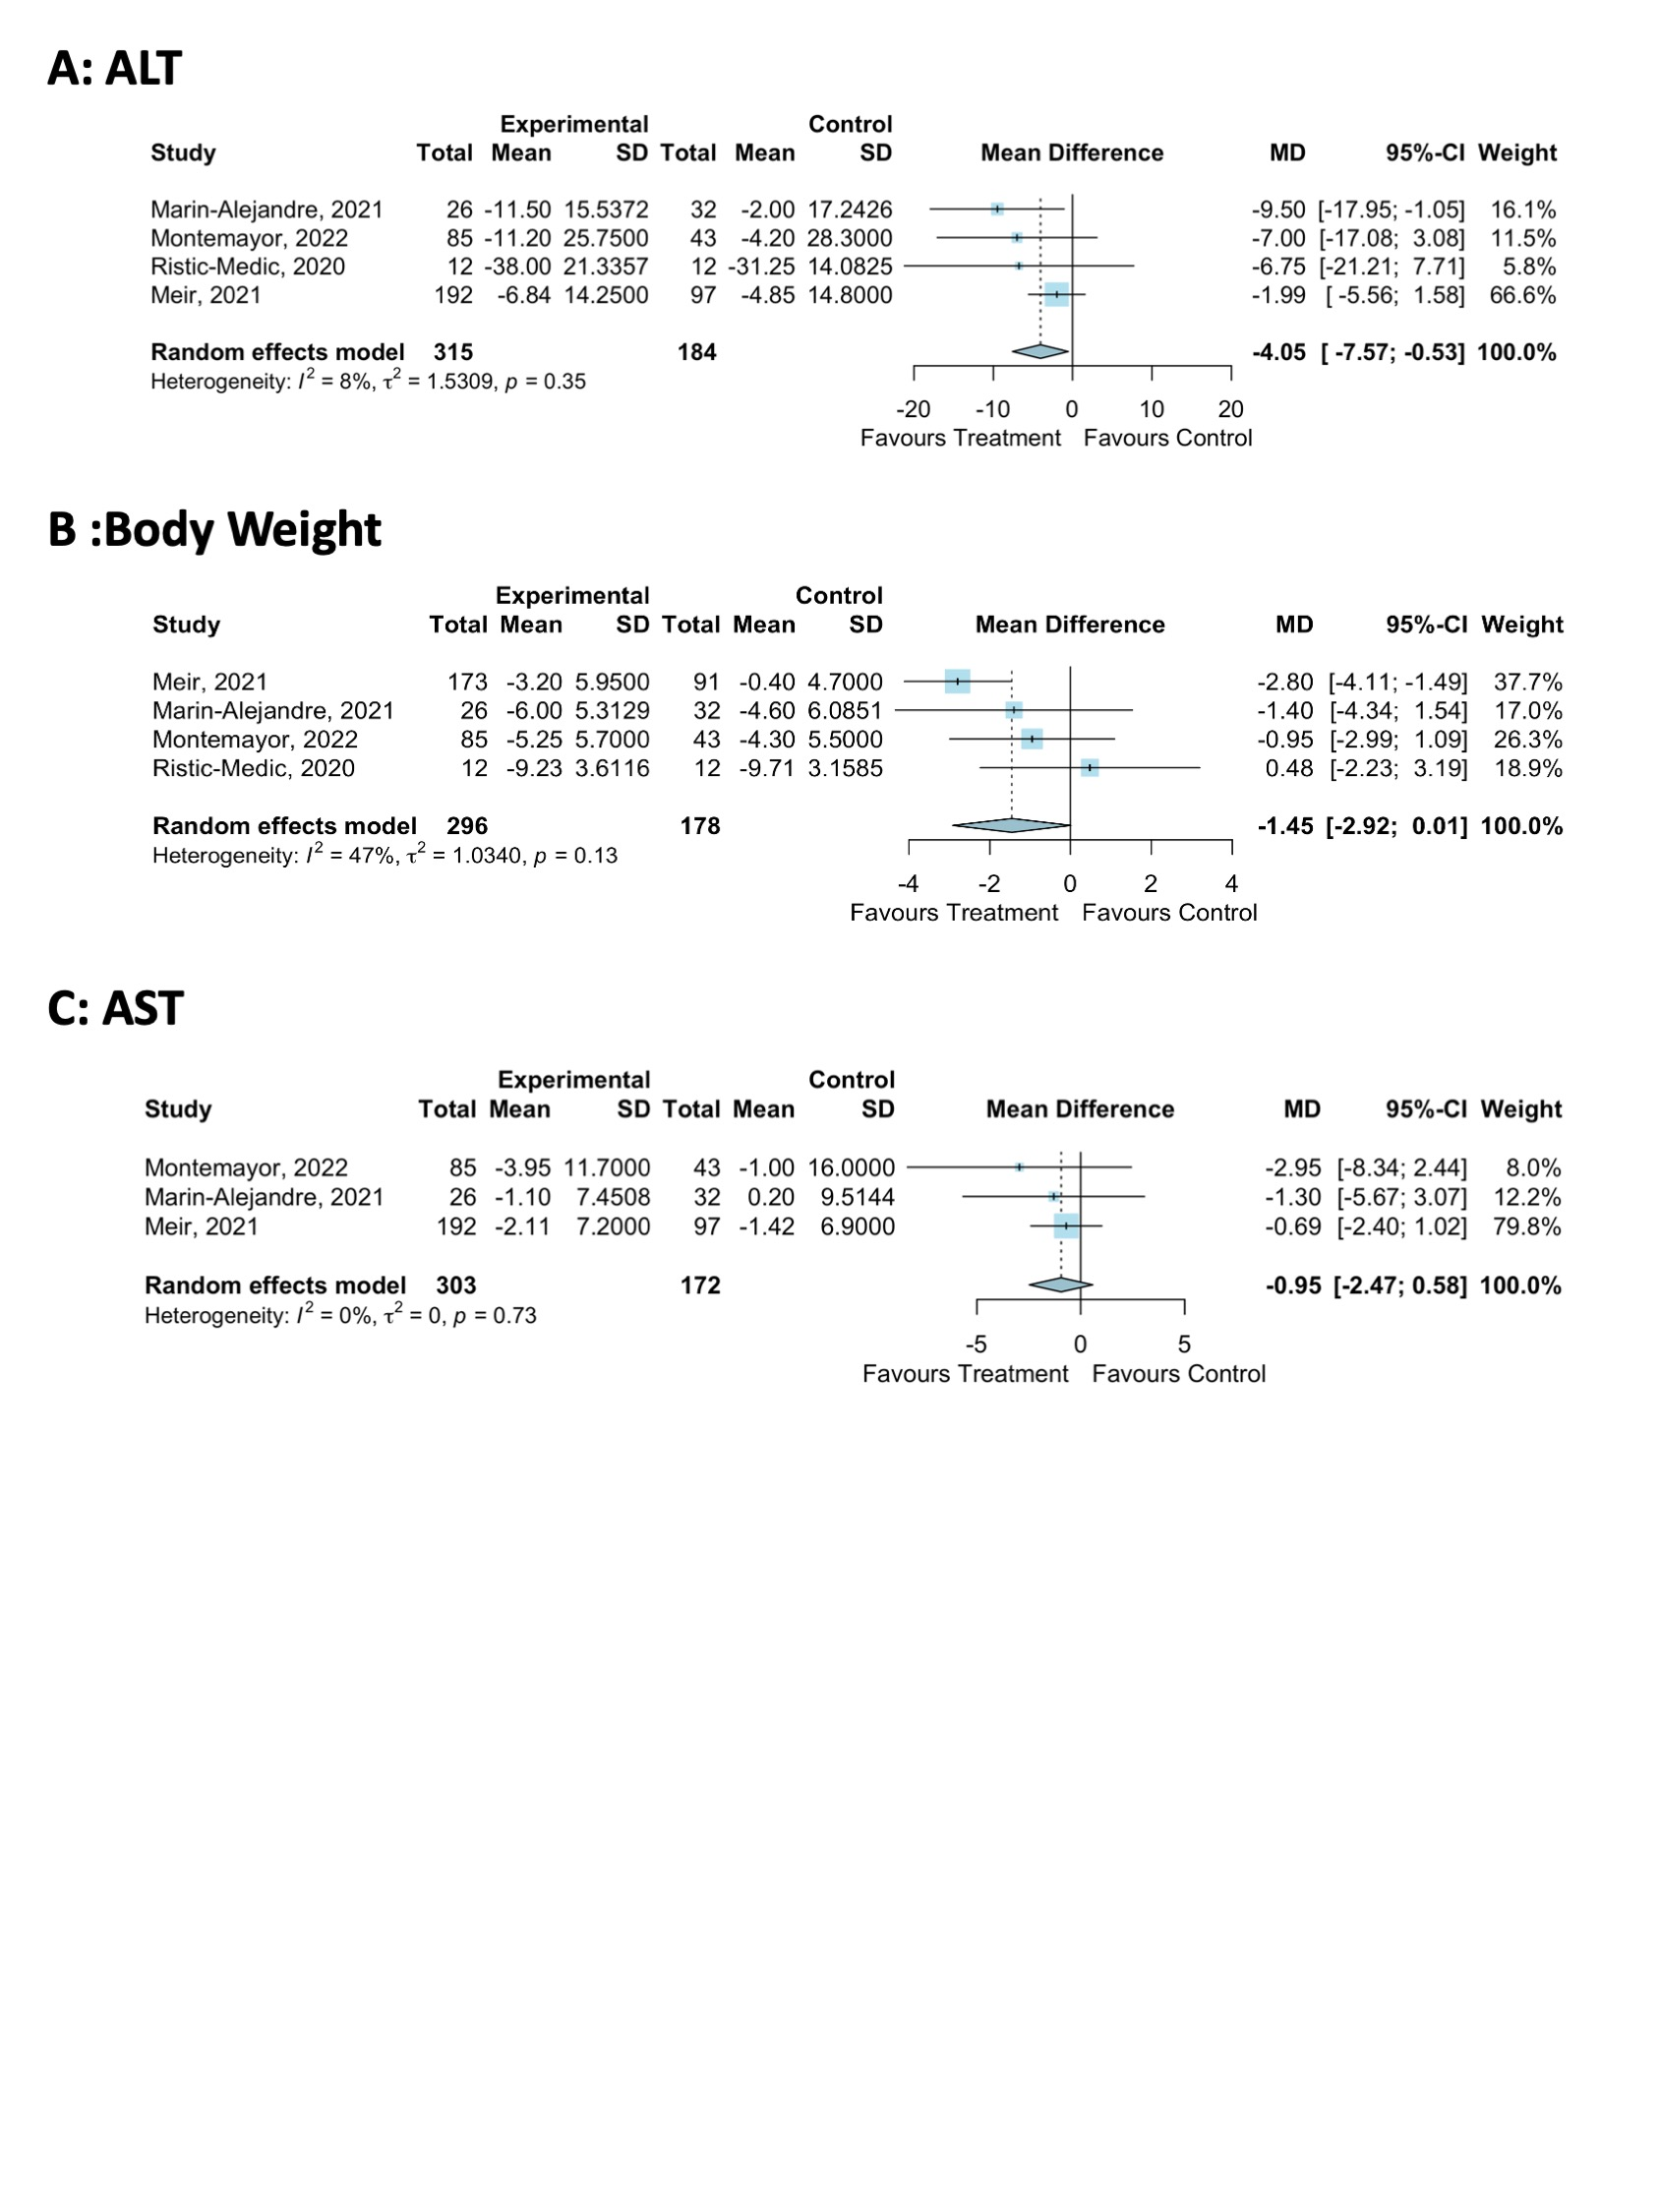 A: ALT
Experimental Control
Study Total Mean SD Total Mean SD Mean Difference MD 95%-CI Weight
Marin-Alejandre, 2021 26 -11.50 15.5372 32 -2.00 17.2426 -9.50 [-17.95; -1.05] 16.1%
Montemayor, 2022 85 -11.20 25.7500 43 -4.20 28.3000 -7.00 [-17.08; 3.08] 11.5%
Ristic-Medic, 2020 12 -38.00 21.3357 12 -31.25 14.0825 -6.75 [-21.21; 7.71] 5.8%
Meir, 2021 192 -6.84 14.2500 97 -4.85 14.8000 -1.99 [ -5.56; 1.58] 66.6%
Random effects model 315 184 -4.05 [ -7.57; -0.53] 100.0%
Heterogeneity: I² = 8%, τ² = 1.5309, p = 0.35
-20 -10 0 10 20
Favours Treatment Favours Control
B :Body Weight
Experimental Control
Study Total Mean SD Total Mean SD Mean Difference MD 95%-CI Weight
Meir, 2021 173 -3.20 5.9500 91 -0.40 4.7000 -2.80 [-4.11; -1.49] 37.7%
Marin-Alejandre, 2021 26 -6.00 5.3129 32 -4.60 6.0851 -1.40 [-4.34; 1.54] 17.0%
Montemayor, 2022 85 -5.25 5.7000 43 -4.30 5.5000 -0.95 [-2.99; 1.09] 26.3%
Ristic-Medic, 2020 12 -9.23 3.6116 12 -9.71 3.1585 0.48 [-2.23; 3.19] 18.9%
Random effects model 296 178 -1.45 [-2.92; 0.01] 100.0%
Heterogeneity: I² = 47%, τ² = 1.0340, p = 0.13
-4 -2 0 2 4
Favours Treatment Favours Control
C: AST
Experimental Control
Study Total Mean SD Total Mean SD Mean Difference MD 95%-CI Weight
Montemayor, 2022 85 -3.95 11.7000 43 -1.00 16.0000 -2.95 [-8.34; 2.44] 8.0%
Marin-Alejandre, 2021 26 -1.10 7.4508 32 0.20 9.5144 -1.30 [-5.67; 3.07] 12.2%
Meir, 2021 192 -2.11 7.2000 97 -1.42 6.9000 -0.69 [-2.40; 1.02] 79.8%
Random effects model 303 172 -0.95 [-2.47; 0.58] 100.0%
Heterogeneity: I² = 0%, τ² = 0, p = 0.73
-5 0 5
Favours Treatment Favours Control